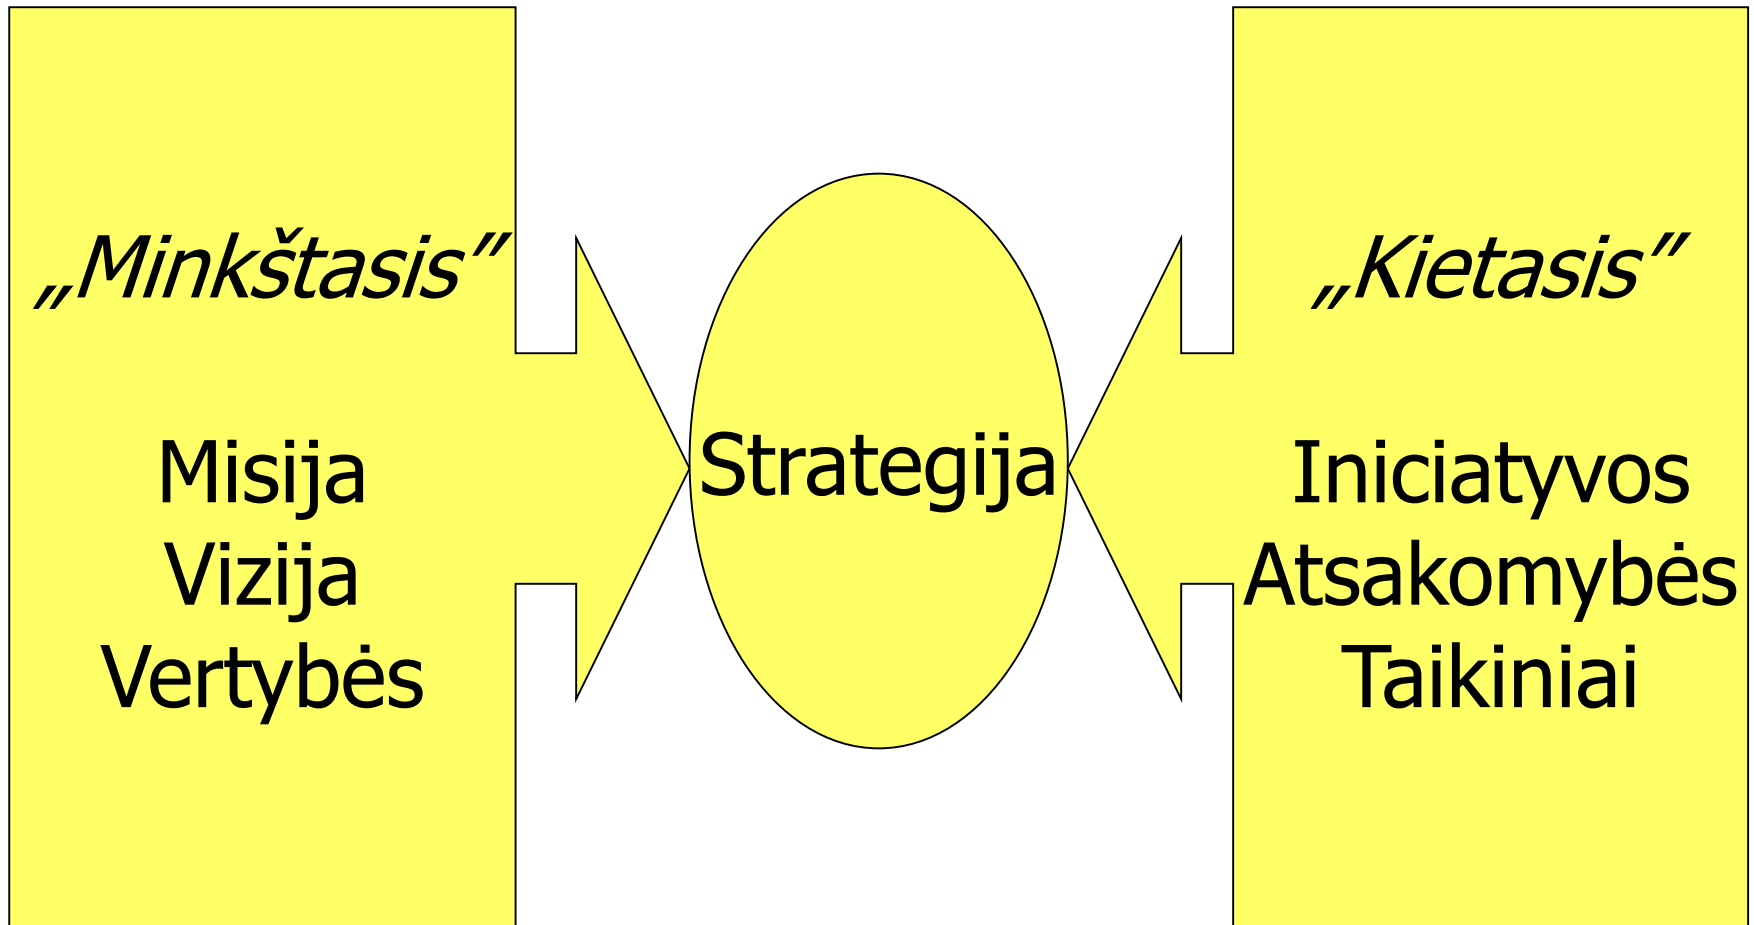 „Minkštasis”
Misija
Vizija
Vertybės
Strategija
„Kietasis”
Iniciatyvos
Atsakomybės
Taikiniai